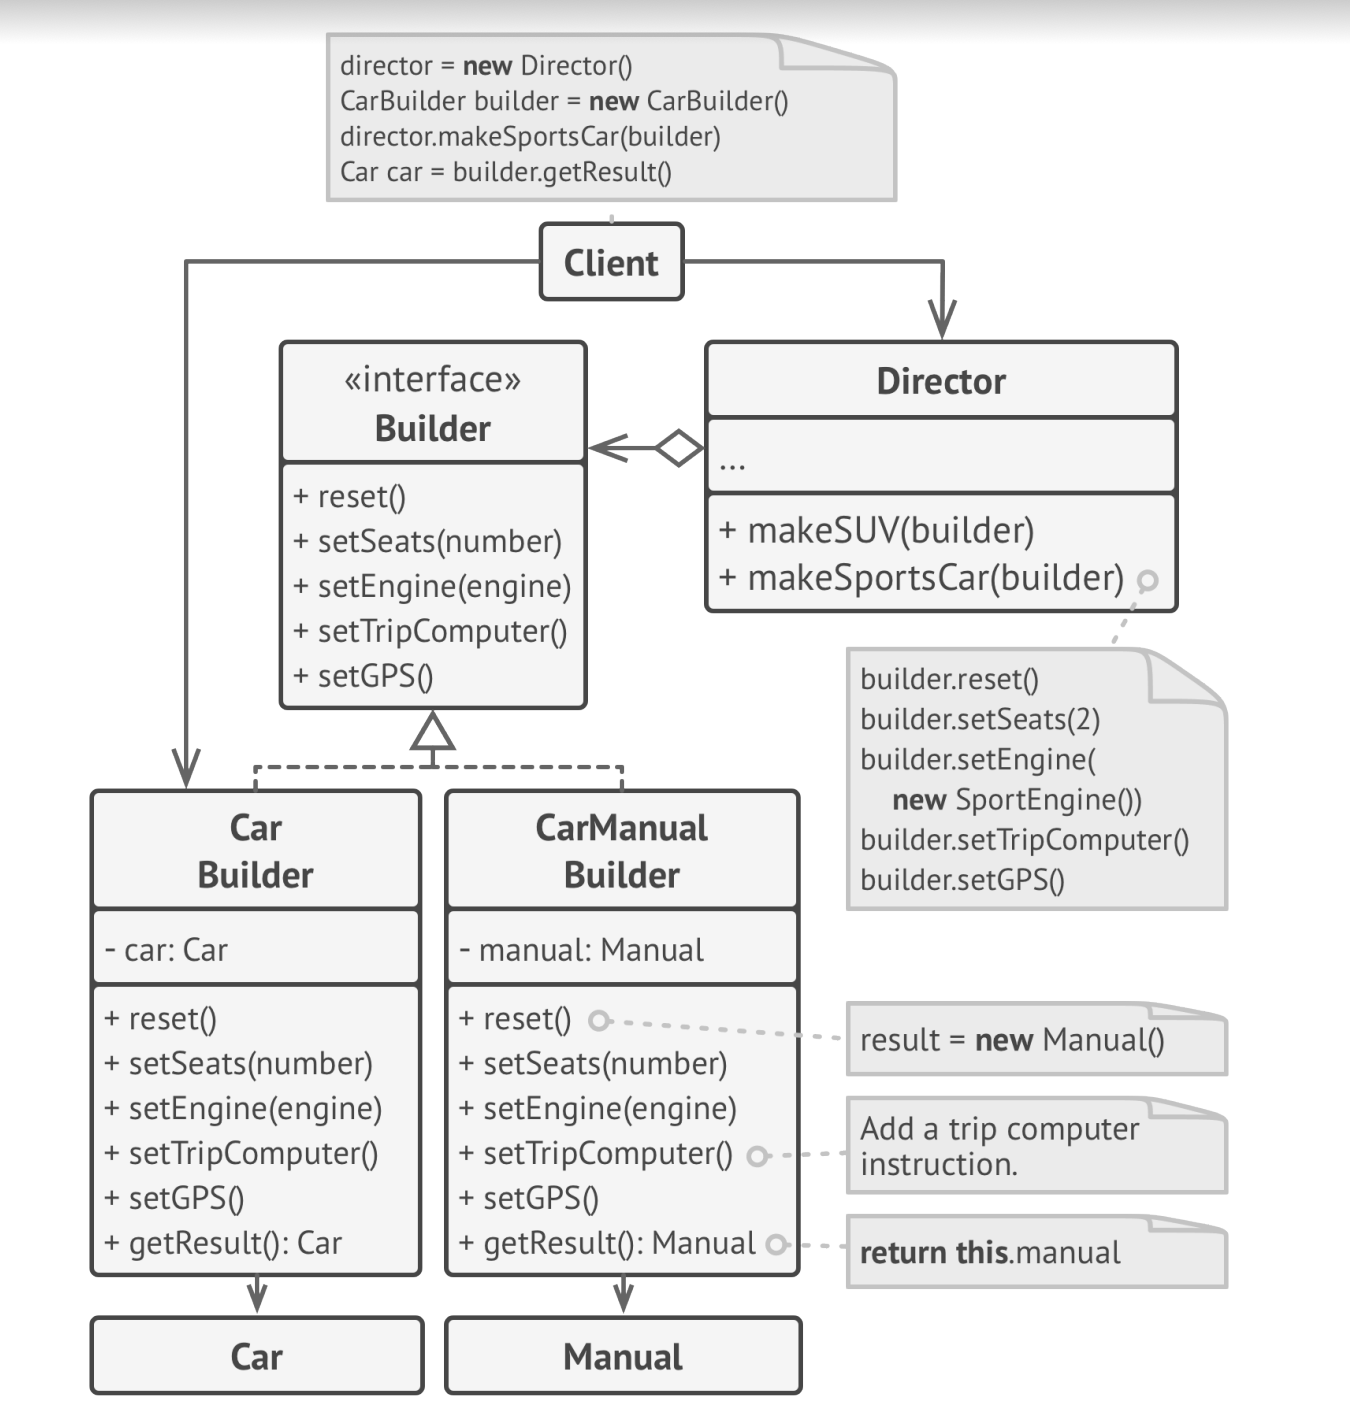 director = new Director()
CarBuilder builder = new CarBuilder()
director.makeSportsCar(builder)
Car car = builder.getResult()
Client
«interface»
Builder
+ reset()
+ setSeats(number)
+ setEngine(engine)
+ setTripComputer()
+ setGPS()
Director
...
+ makeSUV(builder)
+ makeSportsCar(builder)
builder.reset()
builder.setSeats(2)
builder.setEngine(
new SportEngine())
builder.setTripComputer()
builder.setGPS()
Car
Builder
- car: Car
+ reset()
+ setSeats(number)
+ setEngine(engine)
+ setTripComputer()
+ setGPS()
+ getResult(): Car
CarManual
Builder
- manual: Manual
+ reset()
+ setSeats(number)
+ setEngine(engine)
+ setTripComputer()
+ setGPS()
+ getResult(): Manual
result = new Manual()
Add a trip computer
instruction.
return this.manual
Car
Manual